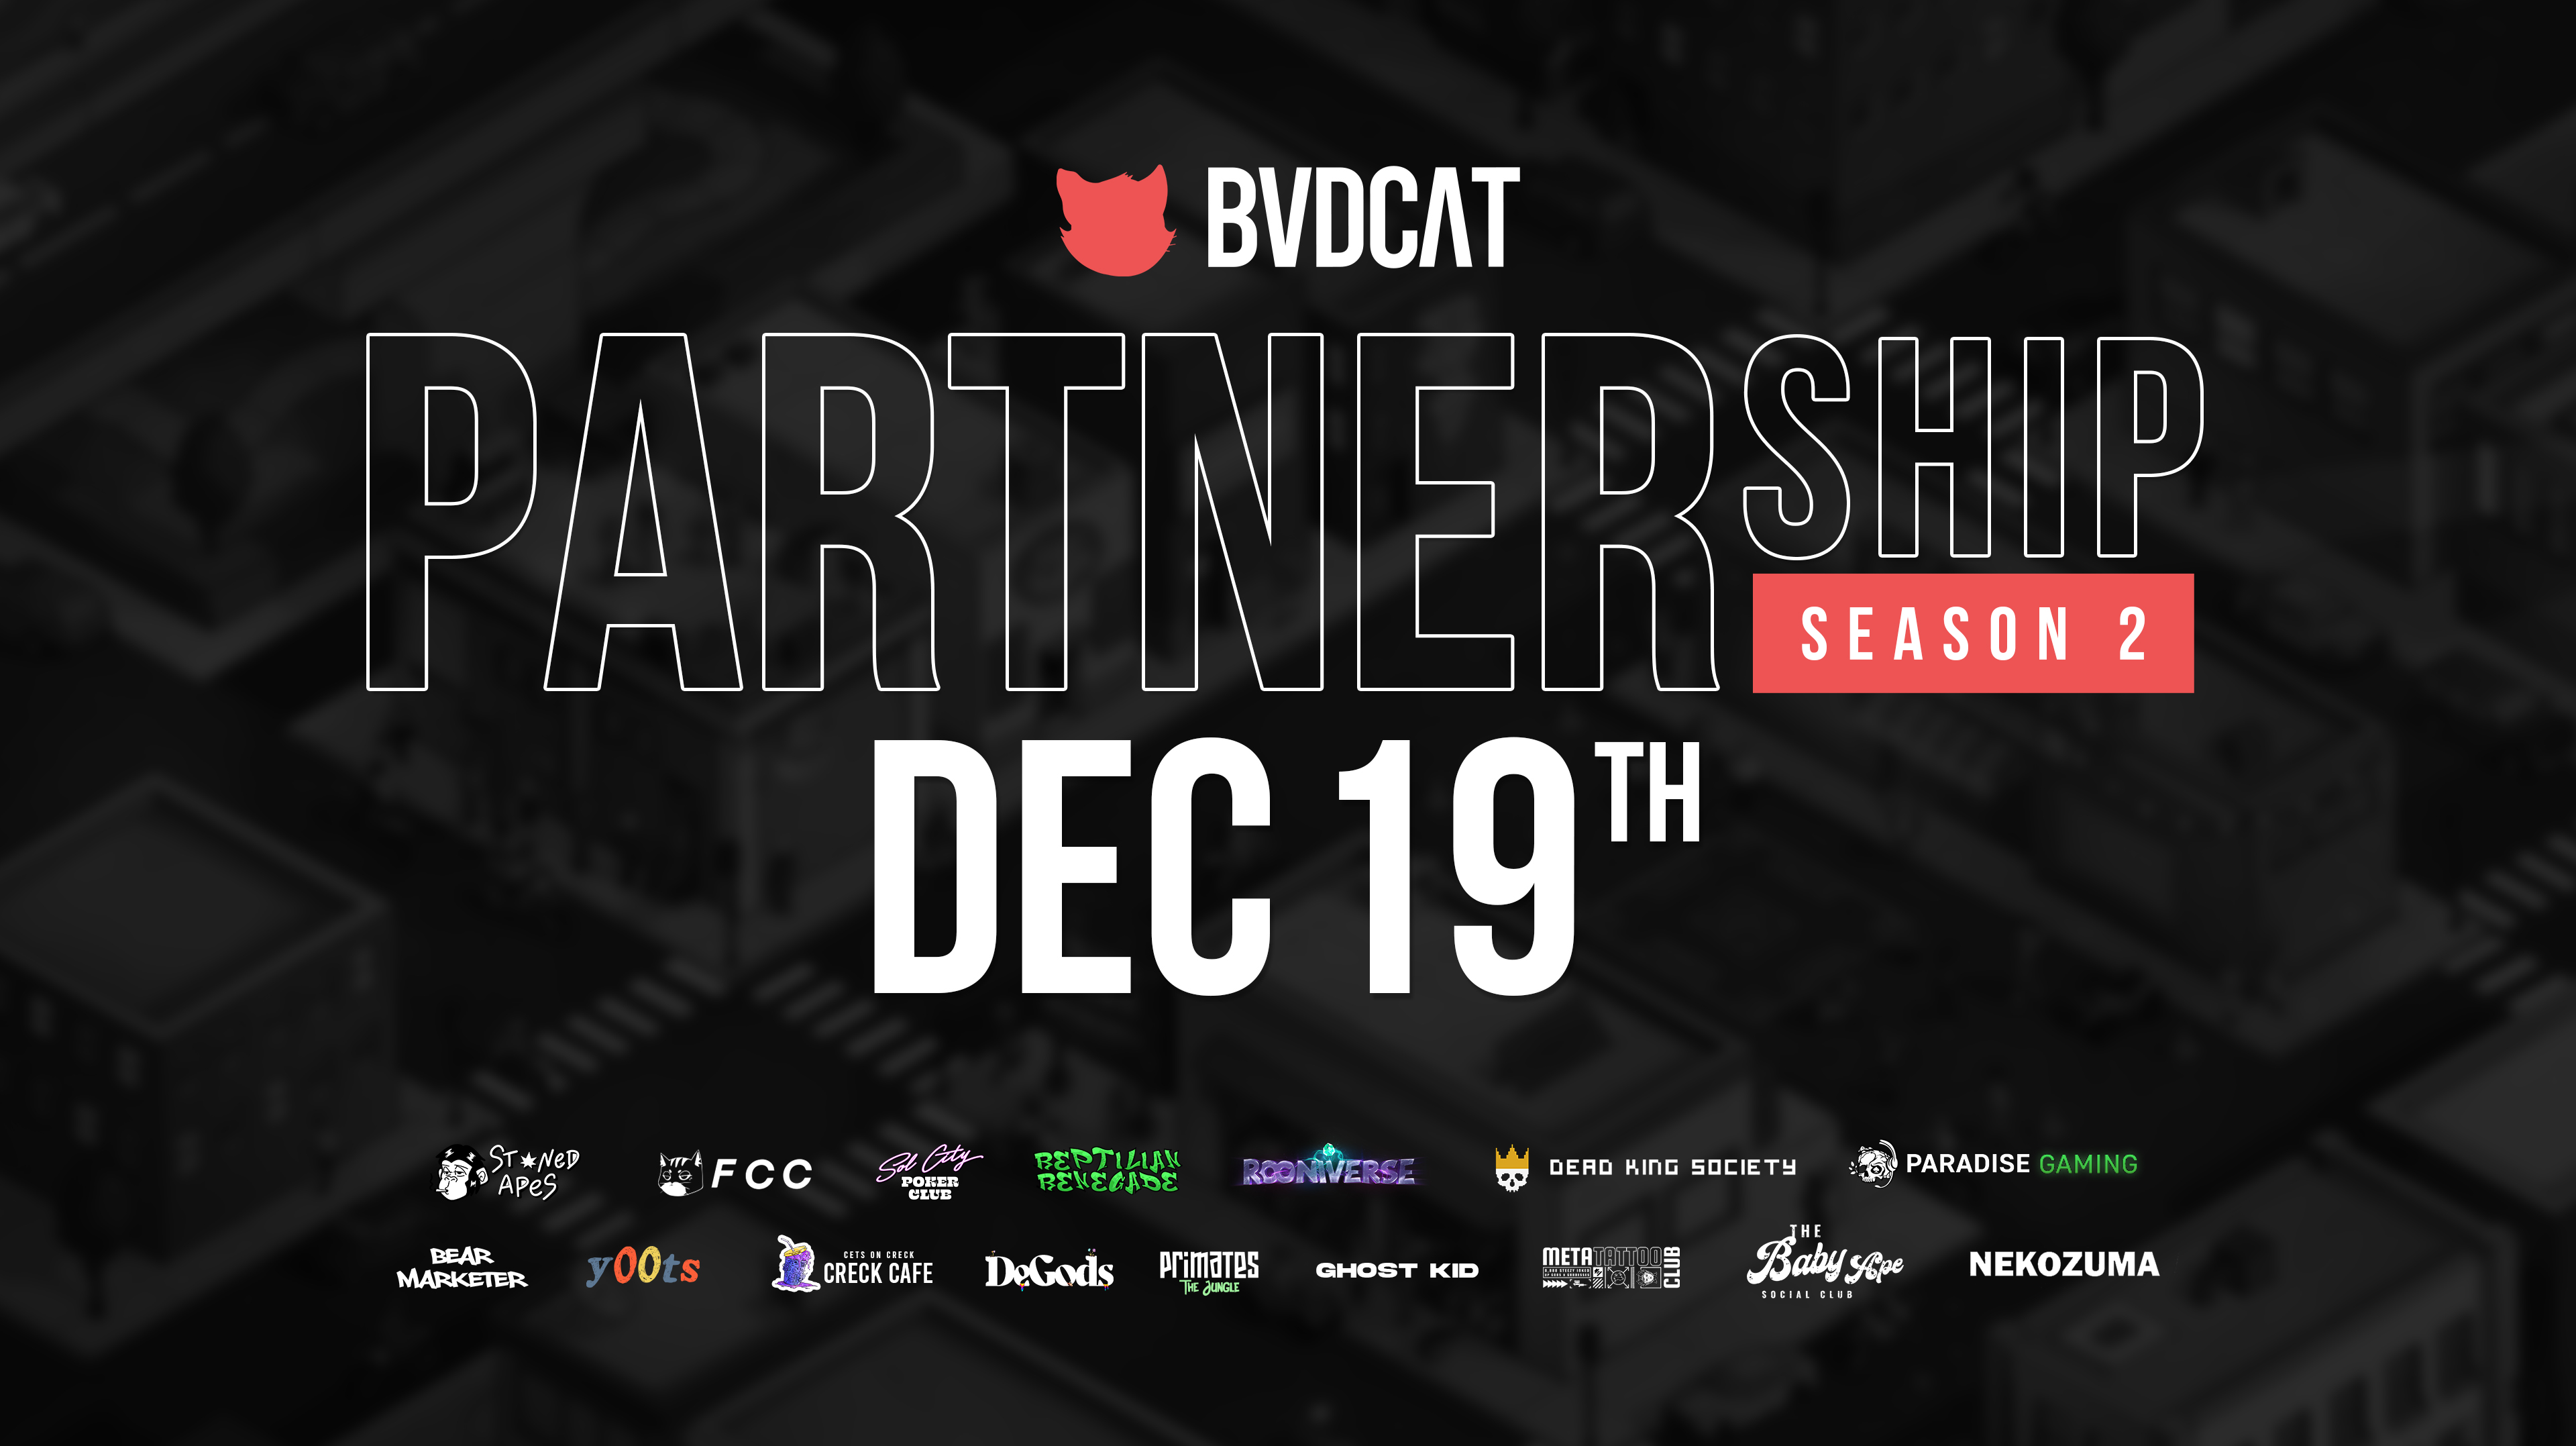 BVDCAT
PARTNERSHIP
SEASON 2
DEC 19TH
STONED APES
FCC
Sol City POKER CLUB
REPTILIAN RENEGADE
ROONIVERSE
DEAD KING SOCIETY
PARADISE GAMING
BEAR MARKETER
y00ts
CETS ON CRECK
CRECK CAFE
DeGods
PRIMATES
THE JUNGLE
GHOST KID
META TATTOO CLUB
THE Baby Ape SOCIAL CLUB
NEKOZUMA